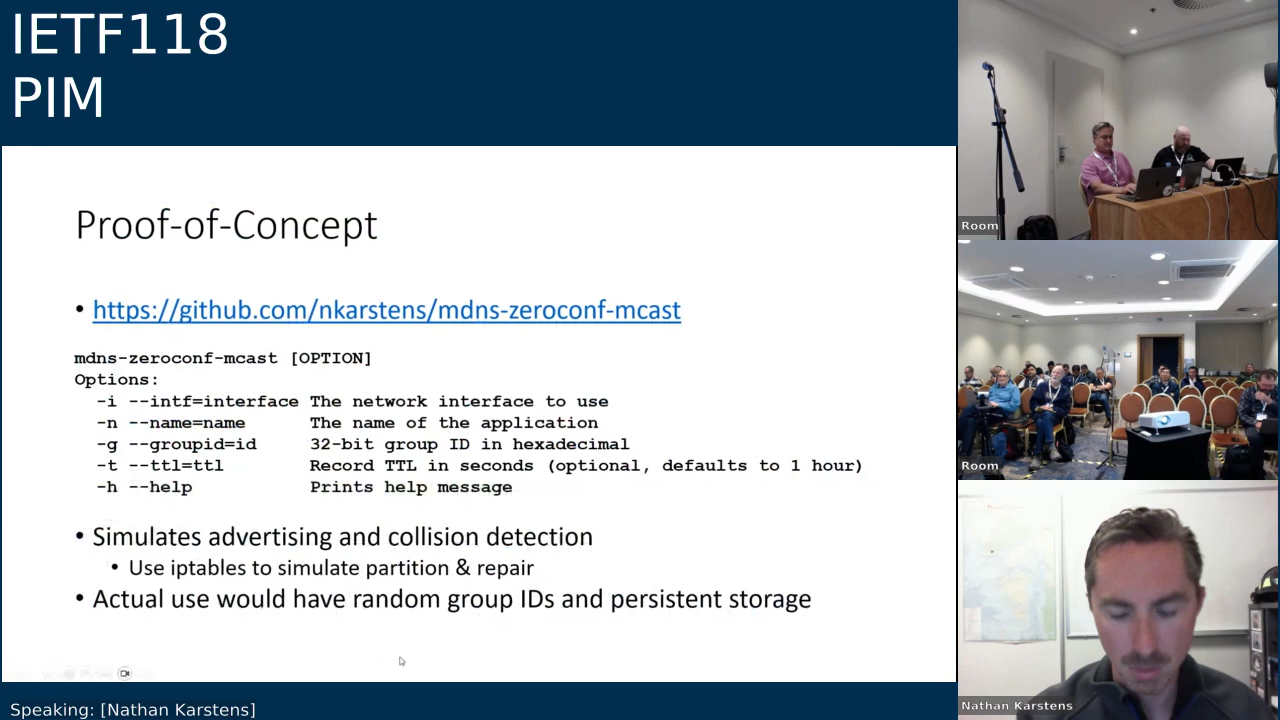 IETF118
PIM
Proof-of-Concept
• https://github.com/nkarstens/mdns-zeroconf-mcast
mdns-zeroconf-mcast [OPTION]
Options:
-i --intf=interface The network interface to use
-n --name=name The name of the application
-g --groupid=id 32-bit group ID in hexadecimal
-t --ttl=ttl Record TTL in seconds (optional, defaults to 1 hour)
-h --help Prints help message
• Simulates advertising and collision detection
• Use iptables to simulate partition & repair
• Actual use would have random group IDs and persistent storage
Speaking: [Nathan Karstens]
Room
Room
Nathan Karstens